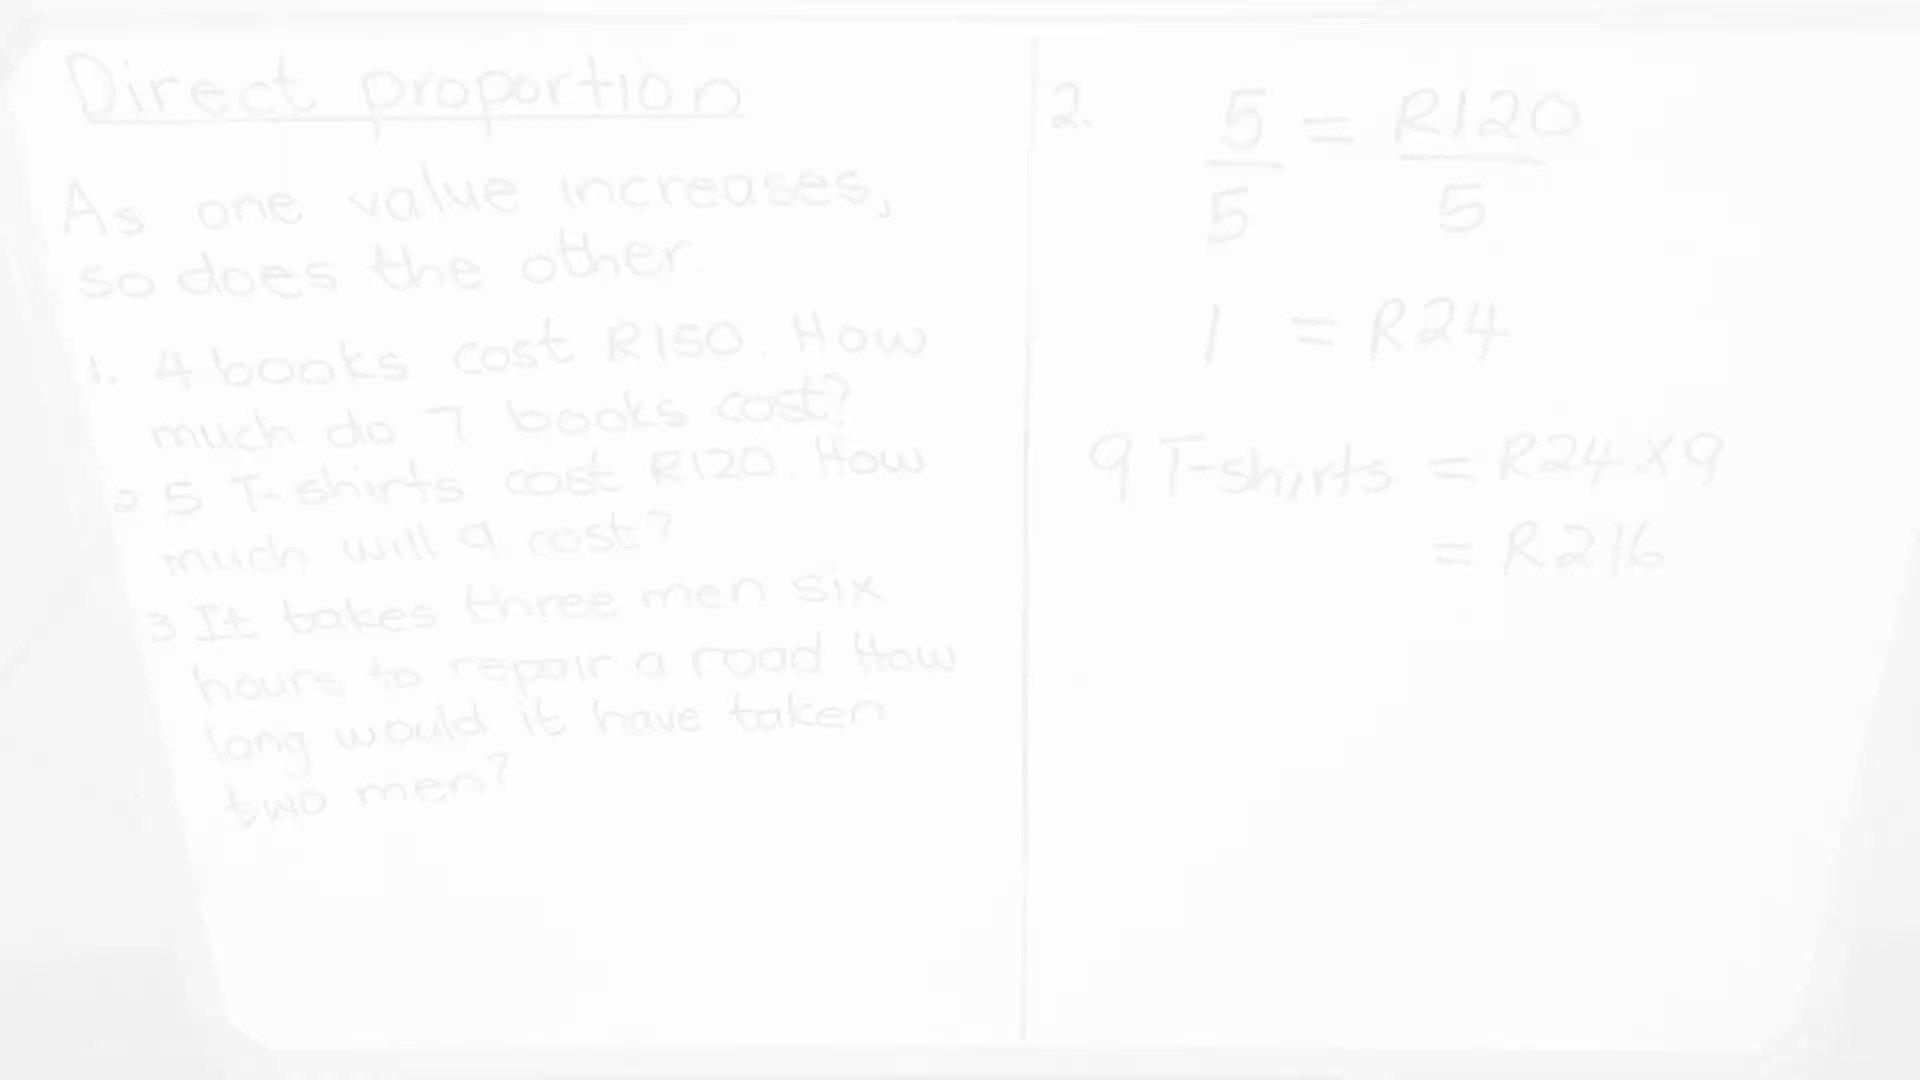 Direct proportion
As one value increases,
so does the other.
1. 4 books cost R150. How
much do 7 books cost?
2 5 T-shirts cost R120. How
much will 9 cost?
3 It takes three men six
hours to repair a road How
long would it have taken
two men?
2. 5 = R120
5 5
1 = R24
9 T-shirts = R24 x 9
= R216